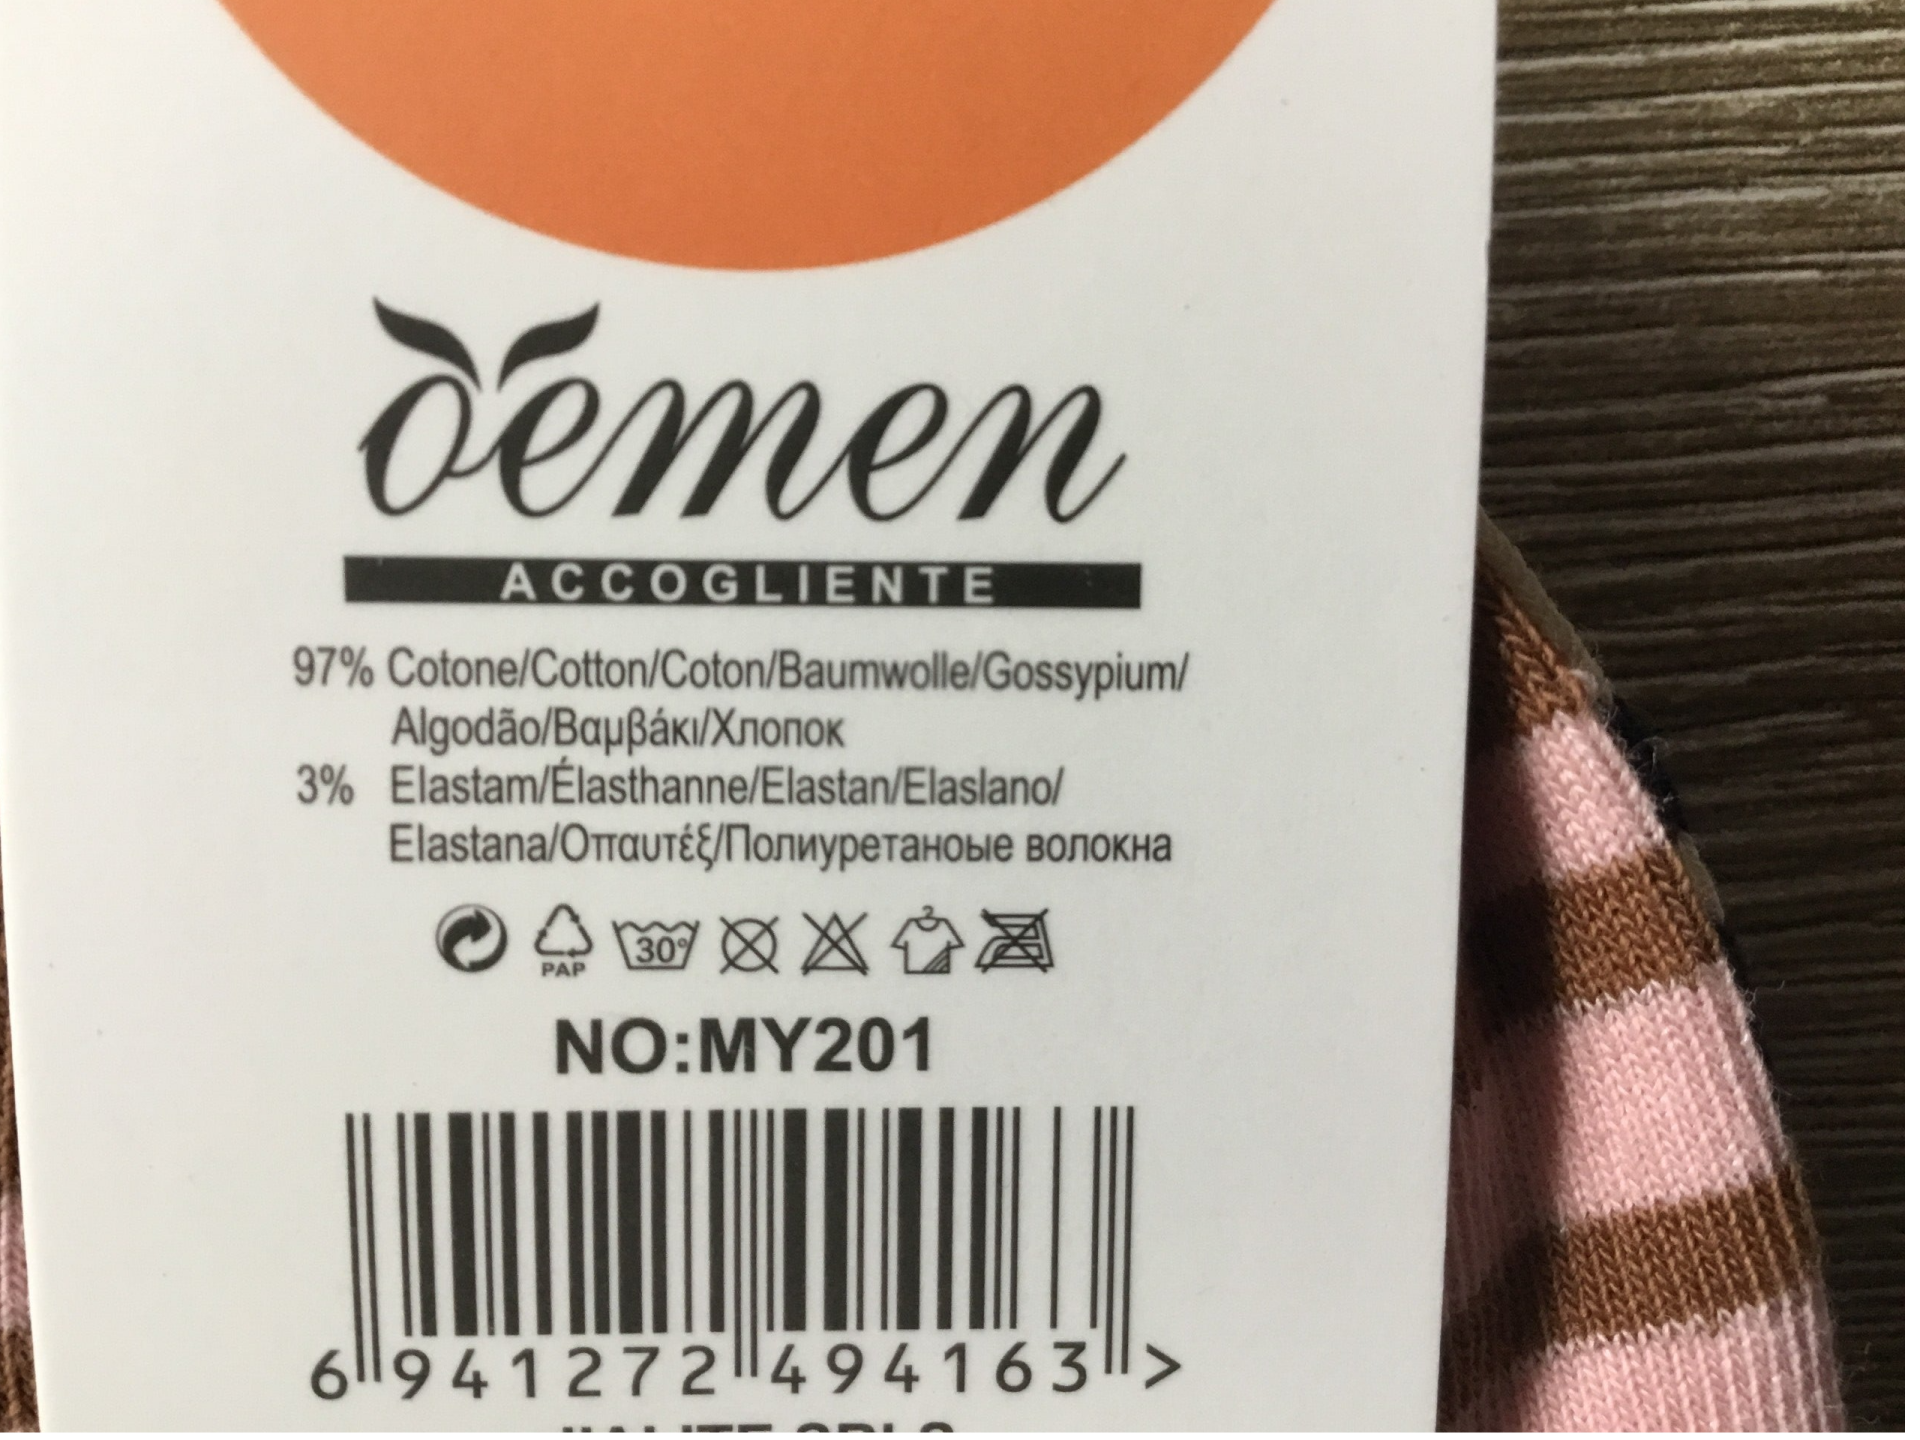 oemen
ACCOGLIENTE
97% Cotone/Cotton/Coton/Baumwolle/Gossypium/
Algodão/Βαμβάκι/Хлопок
3% Elastam/Élasthanne/Elastan/Elaslano/
Elastana/Οπαυτέξ/Полиуретаноые волокна
PAP
30°
NO:MY201
6 941272 494163 >